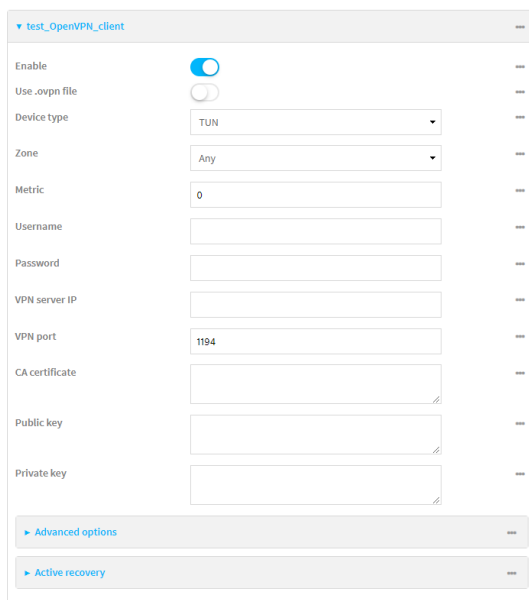 test_OpenVPN_client
Enable
Use .ovpn file
Device type TUN
Zone Any
Metric 0
Username
Password
VPN server IP
VPN port 1194
CA certificate
Public key
Private key
Advanced options
Active recovery